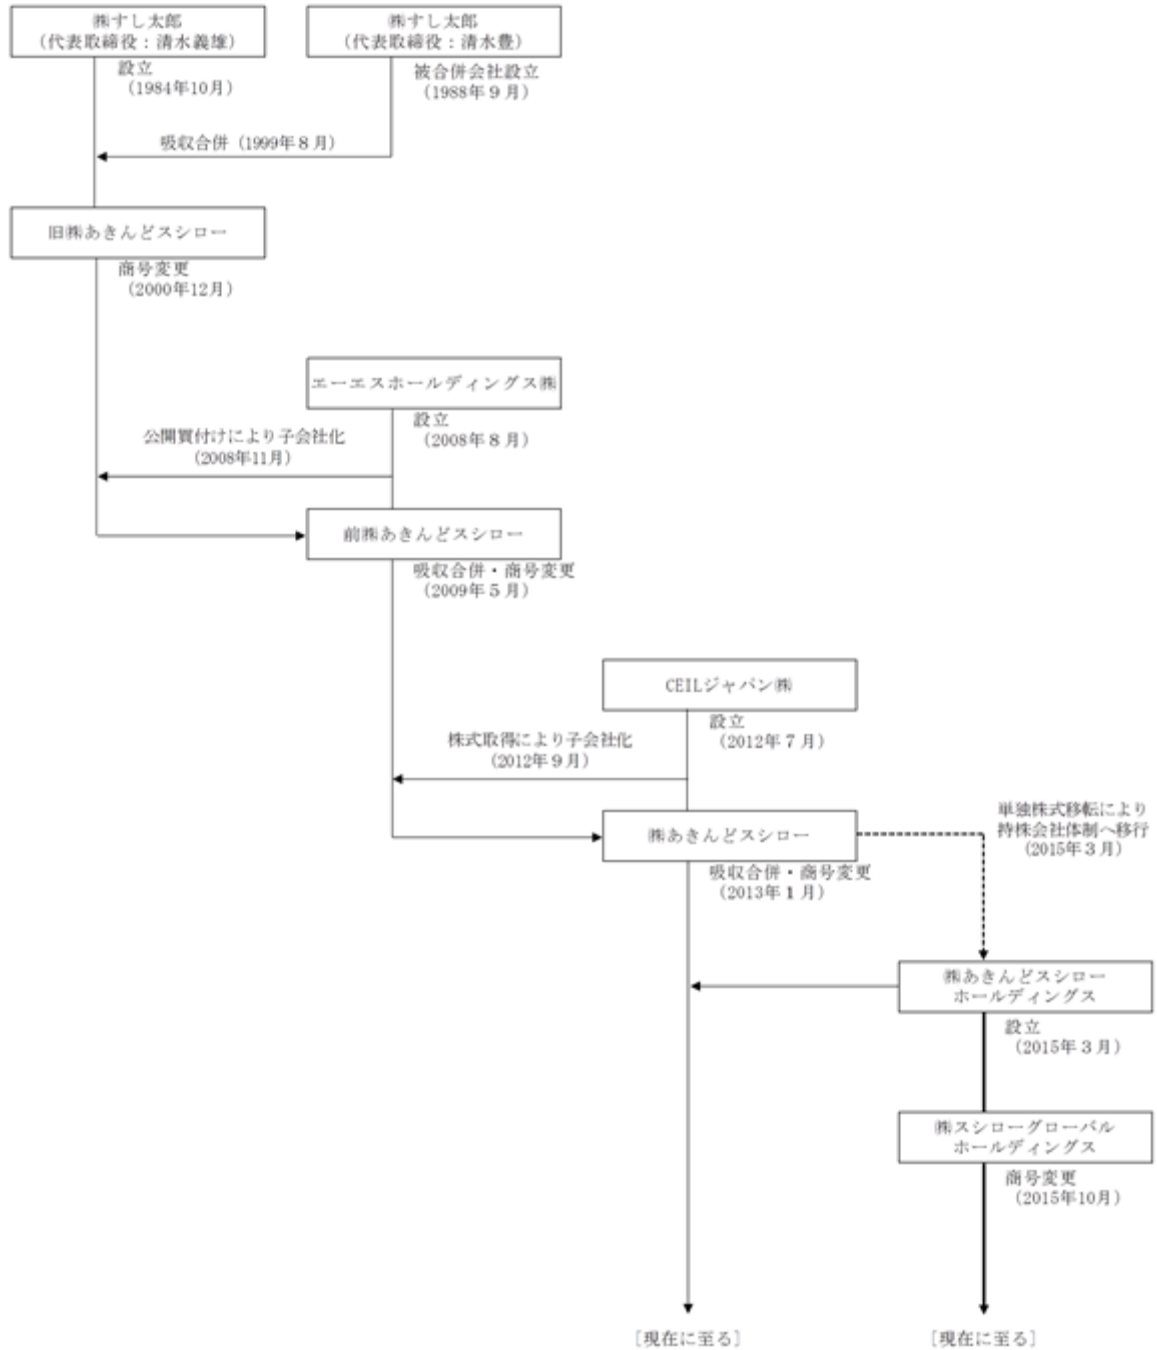 ㈱すし太郎
（代表取締役：清水義雄）
㈱すし太郎
（代表取締役：清水豊）
設立
（1984年10月）
被合併会社設立
（1988年９月）
吸収合併（1999年８月）
旧㈱あきんどスシロー
商号変更
（2000年12月）
エーエスホールディングス㈱
設立
（2008年８月）
公開買付けにより子会社化
（2008年11月）
前㈱あきんどスシロー
吸収合併・商号変更
（2009年５月）
CEILジャパン㈱
設立
（2012年７月）
株式取得により子会社化
（2012年９月）
㈱あきんどスシロー
吸収合併・商号変更
（2013年１月）
単独株式移転により
持株会社体制へ移行
（2015年３月）
㈱あきんどスシロー
ホールディングス
設立
（2015年３月）
㈱スシローグローバル
ホールディングス
商号変更
（2015年10月）
［現在に至る］
［現在に至る］